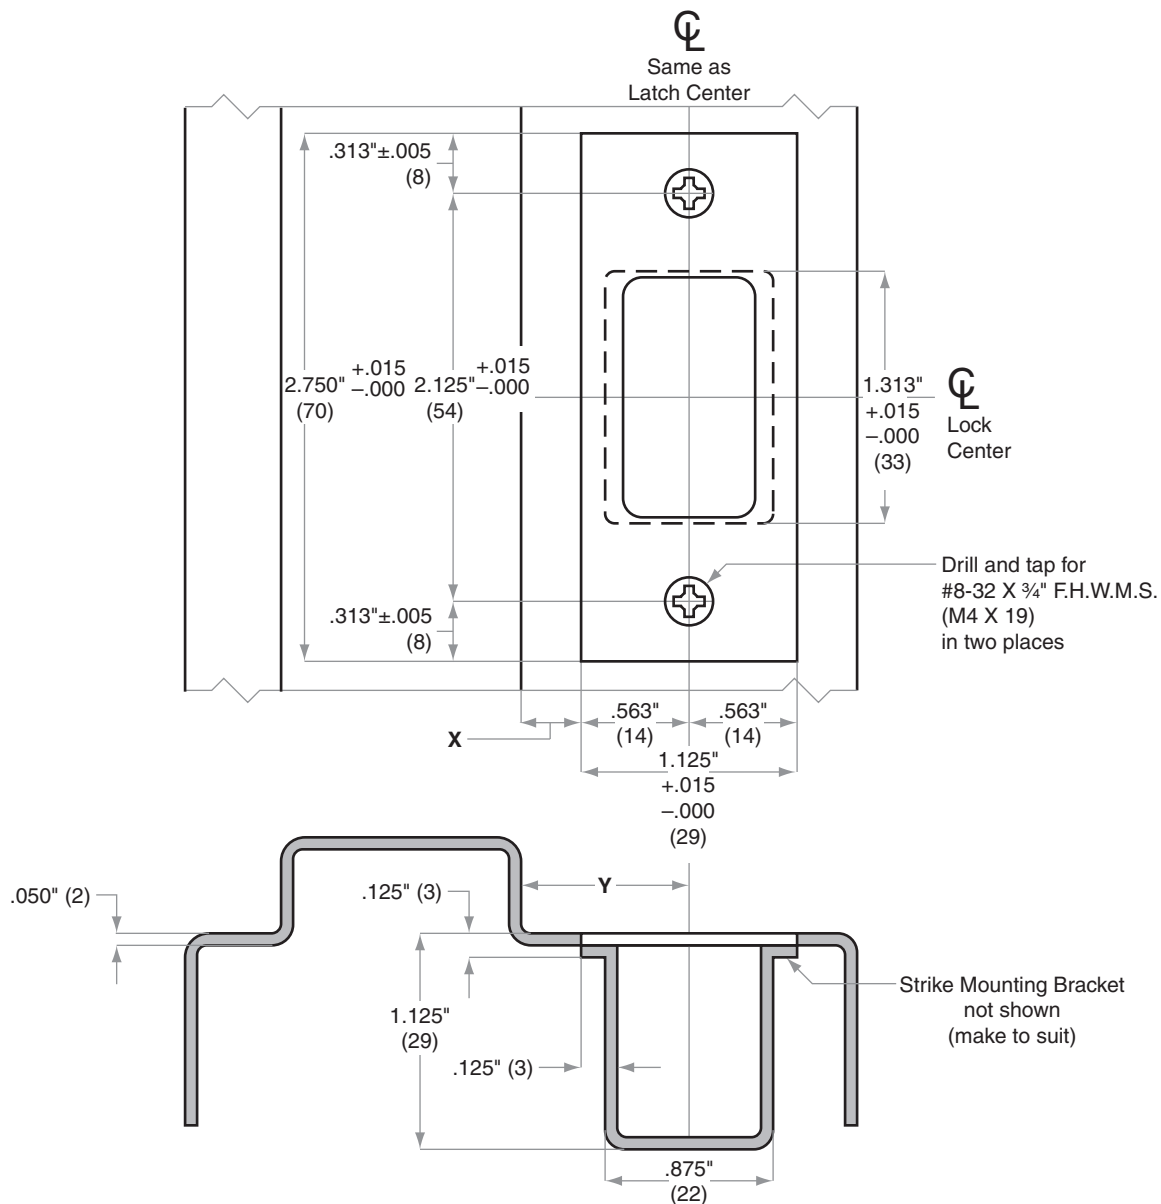 ℄
Same as
Latch Center
.313"±.005
(8)
2.750" +.015
–.000
(70)
2.125" +.015
–.000
(54)
1.313"
+.015
–.000
(33)
℄
Lock
Center
Drill and tap for
#8-32 X ¾" F.H.W.M.S.
(M4 X 19)
in two places
.313"±.005
(8)
X
.563"
(14)
.563"
(14)
1.125"
+.015
–.000
(29)
.050" (2)
.125" (3)
Y
1.125"
(29)
.125" (3)
Strike Mounting Bracket
not shown
(make to suit)
.875"
(22)